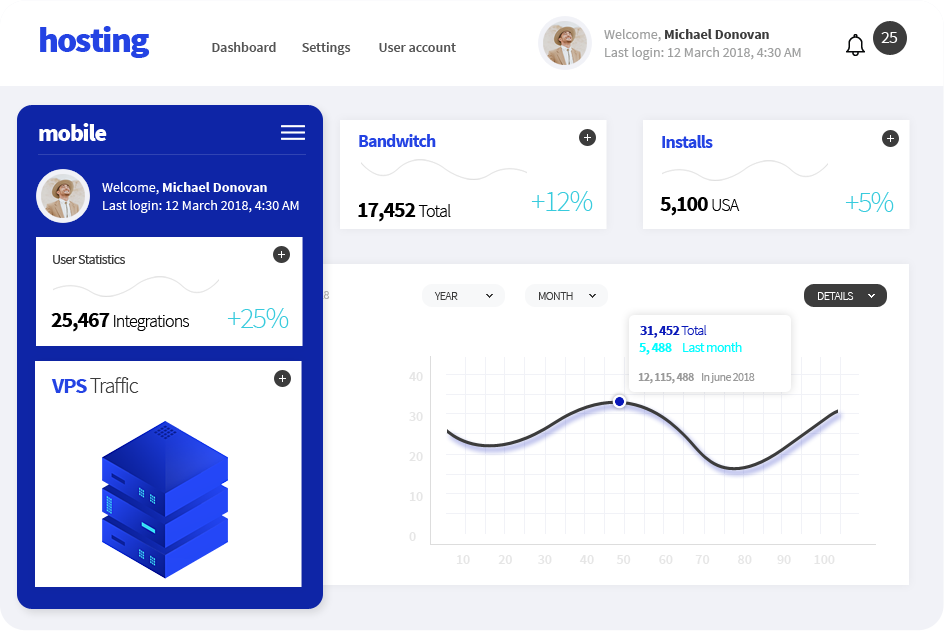 hosting
Dashboard Settings User account
Welcome, Michael Donovan
Last login: 12 March 2018, 4:30 AM
25
mobile
Welcome, Michael Donovan
Last login: 12 March 2018, 4:30 AM
User Statistics
25,467 Integrations +25%
VPS Traffic
Bandwitch
17,452 Total +12%
Installs
5,100 USA +5%
8
YEAR MONTH DETAILS
31,452 Total
5,488 Last month
12,115,488 In june 2018
40
30
20
10
0
10 20 30 40 50 60 70 80 90 100